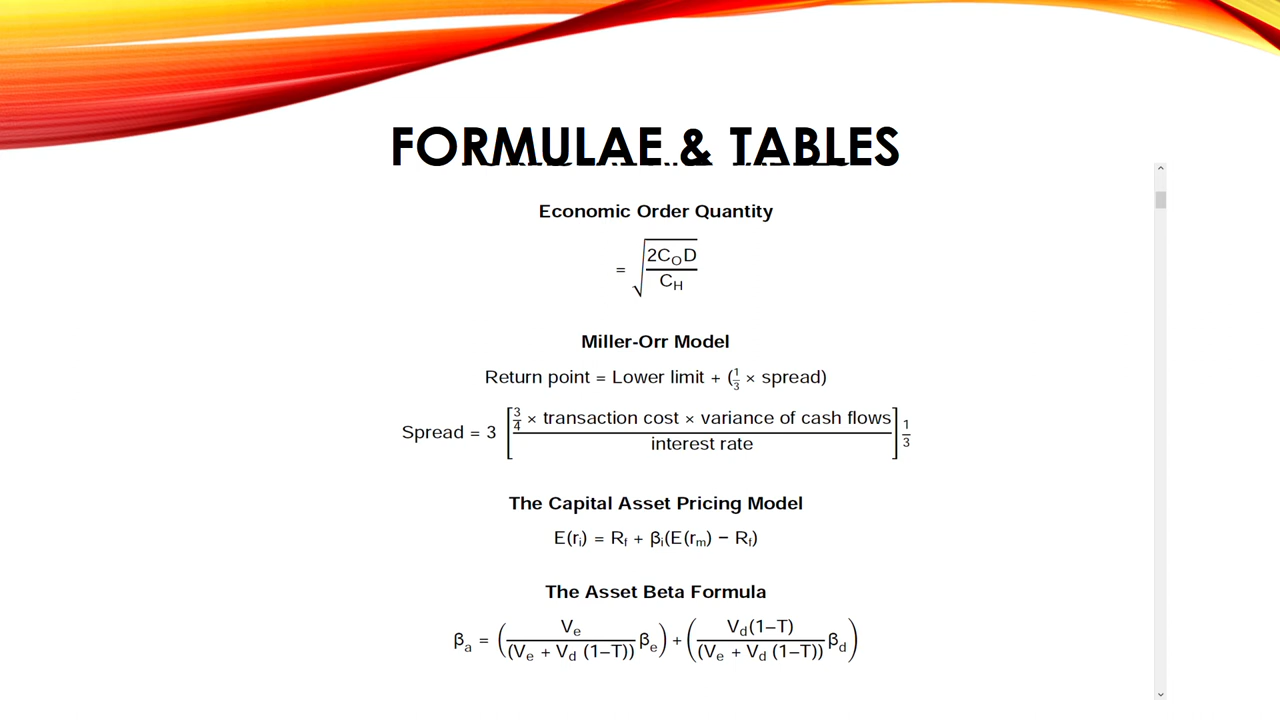 FORMULAE & TABLES
Economic Order Quantity
= √(2C_O D / C_H)
Miller-Orr Model
Return point = Lower limit + (1/3 × spread)
Spread = 3 [(3/4 × transaction cost × variance of cash flows) / interest rate] 1/3
The Capital Asset Pricing Model
E(r_i) = R_f + β_i(E(r_m) − R_f)
The Asset Beta Formula
β_a = (V_e / (V_e + V_d (1–T)) β_e) + (V_d(1–T) / (V_e + V_d (1–T)) β_d)